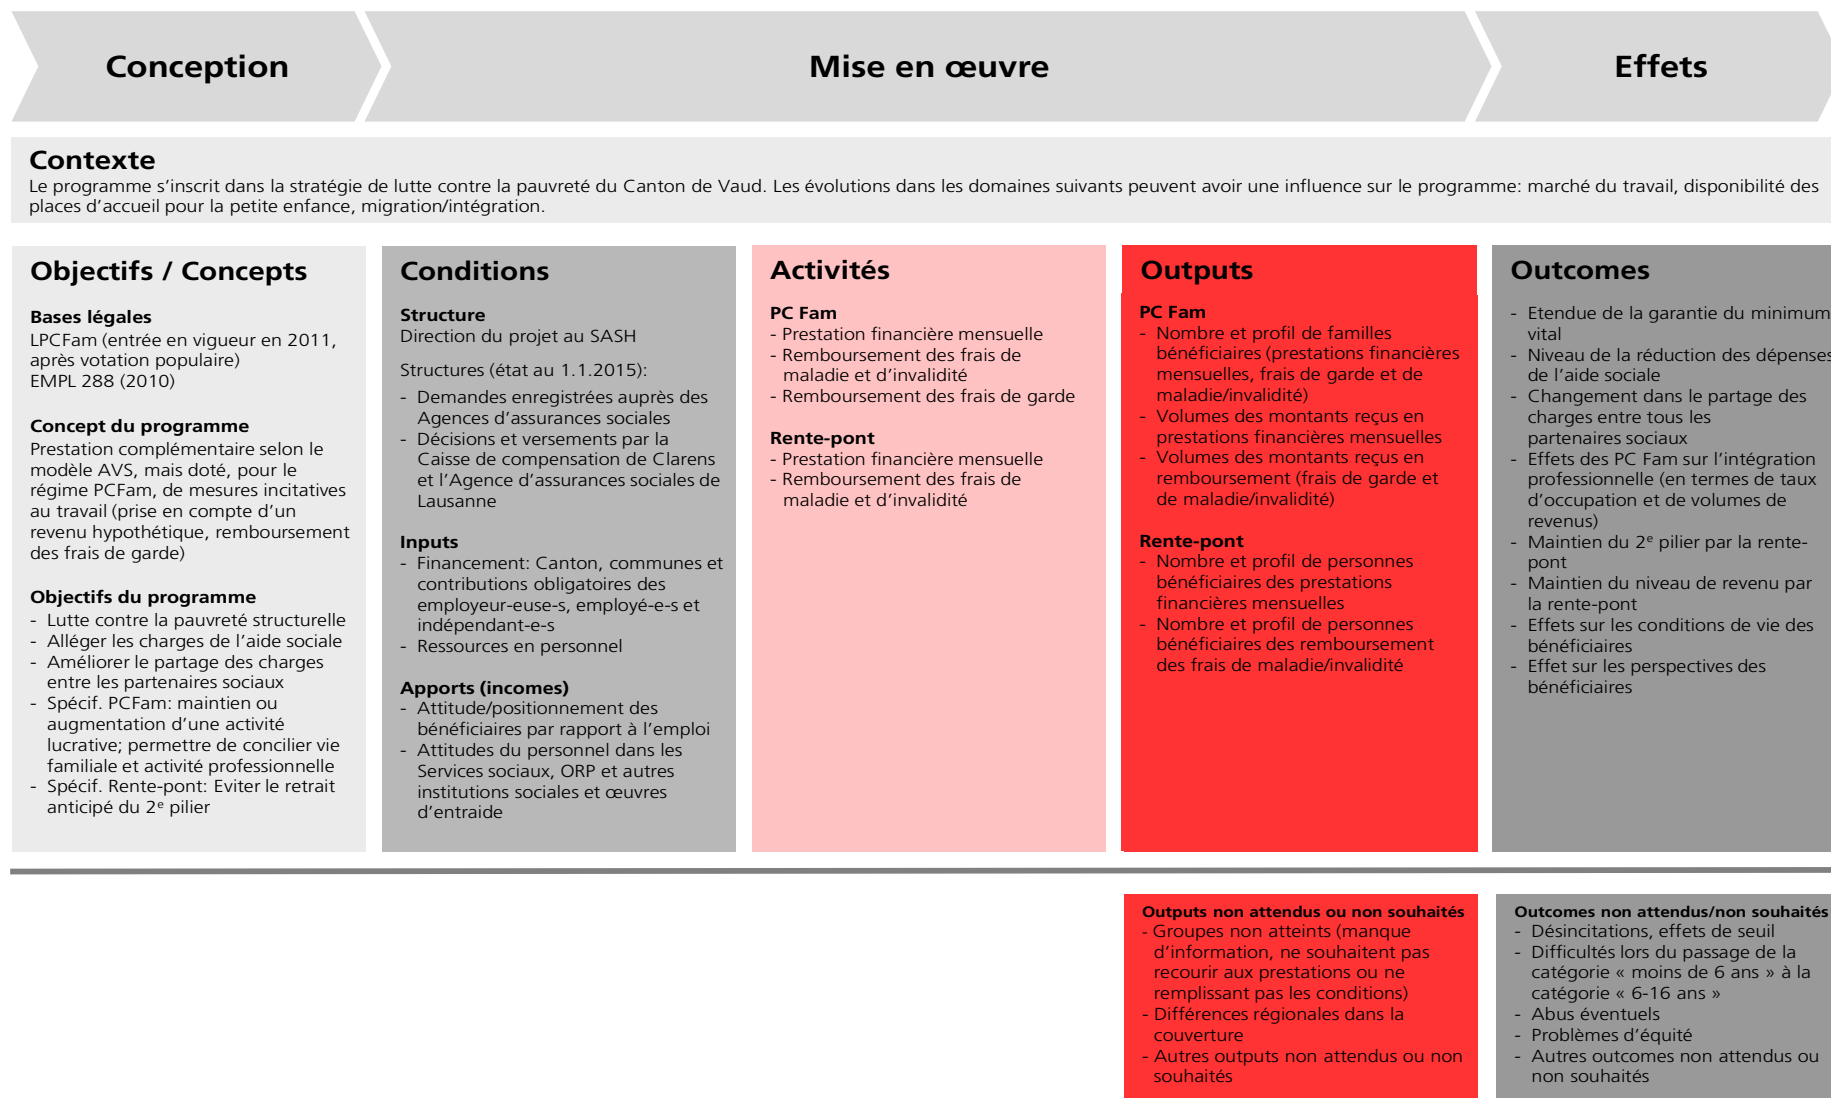 Conception
Mise en œuvre
Effets
Contexte
Le programme s’inscrit dans la stratégie de lutte contre la pauvreté du Canton de Vaud. Les évolutions dans les domaines suivants peuvent avoir une influence sur le programme: marché du travail, disponibilité des
places d’accueil pour la petite enfance, migration/intégration.
Objectifs / Concepts
Bases légales
LPCFam (entrée en vigueur en 2011,
après votation populaire)
EMPL 288 (2010)
Concept du programme
Prestation complémentaire selon le
modèle AVS, mais doté, pour le
régime PCFam, de mesures incitatives
au travail (prise en compte d’un
revenu hypothétique, remboursement
des frais de garde)
Objectifs du programme
- Lutte contre la pauvreté structurelle
- Alléger les charges de l’aide sociale
- Améliorer le partage des charges
entre les partenaires sociaux
- Spécif. PCFam: maintien ou
augmentation d’une activité
lucrative; permettre de concilier vie
familiale et activité professionnelle
- Spécif. Rente-pont: Eviter le retrait
anticipé du 2e pilier
Conditions
Structure
Direction du projet au SASH
Structures (état au 1.1.2015):
- Demandes enregistrées auprès des
Agences d’assurances sociales
- Décisions et versements par la
Caisse de compensation de Clarens
et l’Agence d’assurances sociales de
Lausanne
Inputs
- Financement: Canton, communes et
contributions obligatoires des
employeur-euse-s, employé-e-s et
indépendant-e-s
- Ressources en personnel
Apports (incomes)
- Attitude/positionnement des
bénéficiaires par rapport à l’emploi
- Attitudes du personnel dans les
Services sociaux, ORP et autres
institutions sociales et œuvres
d’entraide
Activités
PC Fam
- Prestation financière mensuelle
- Remboursement des frais de
maladie et d’invalidité
- Remboursement des frais de garde
Rente-pont
- Prestation financière mensuelle
- Remboursement des frais de
maladie et d’invalidité
Outputs
PC Fam
- Nombre et profil de familles
bénéficiaires (prestations financières
mensuelles, frais de garde et de
maladie/invalidité)
- Volumes des montants reçus en
prestations financières mensuelles
- Volumes des montants reçus en
remboursement (frais de garde et
de maladie/invalidité)
Rente-pont
- Nombre et profil de personnes
bénéficiaires des prestations
financières mensuelles
- Nombre et profil de personnes
bénéficiaires des remboursement
des frais de maladie/invalidité
Outcomes
- Etendue de la garantie du minimum
vital
- Niveau de la réduction des dépenses
de l’aide sociale
- Changement dans le partage des
charges entre tous les
partenaires sociaux
- Effets des PC Fam sur l’intégration
professionnelle (en termes de taux
d’occupation et de volumes de
revenus)
- Maintien du 2e pilier par la rente-
pont
- Maintien du niveau de revenu par
la rente-pont
- Effets sur les conditions de vie des
bénéficiaires
- Effet sur les perspectives des
bénéficiaires
Outputs non attendus ou non souhaités
- Groupes non atteints (manque
d’information, ne souhaitent pas
recourir aux prestations ou ne
remplissant pas les conditions)
- Différences régionales dans la
couverture
- Autres outputs non attendus ou non
souhaités
Outcomes non attendus/non souhaités
- Désincitations, effets de seuil
- Difficultés lors du passage de la
catégorie « moins de 6 ans » à la
catégorie « 6-16 ans »
- Abus éventuels
- Problèmes d’équité
- Autres outcomes non attendus ou
non souhaités